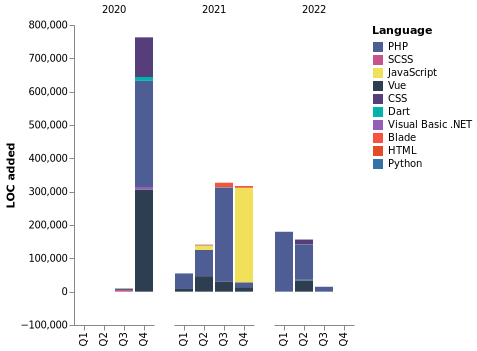 2020 2021 2022
800,000
700,000
600,000
500,000
400,000
300,000
200,000
100,000
0
−100,000
LOC added
Q1 Q2 Q3 Q4 Q1 Q2 Q3 Q4 Q1 Q2 Q3 Q4
Language
PHP
SCSS
JavaScript
Vue
CSS
Dart
Visual Basic .NET
Blade
HTML
Python